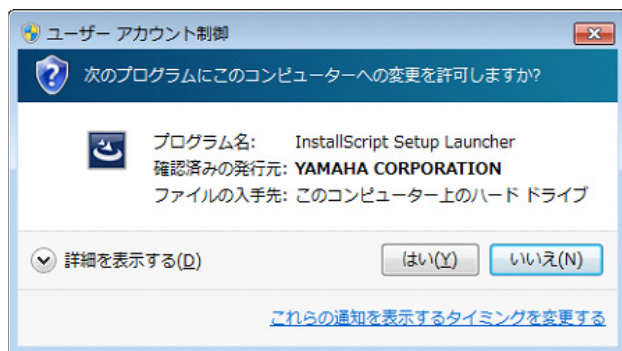 ユーザー アカウント制御
次のプログラムにこのコンピューターへの変更を許可しますか?
プログラム名: InstallScript Setup Launcher
確認済みの発行元: YAMAHA CORPORATION
ファイルの入手先: このコンピューター上のハード ドライブ
詳細を表示する(D) はい(Y) いいえ(N)
これらの通知を表示するタイミングを変更する